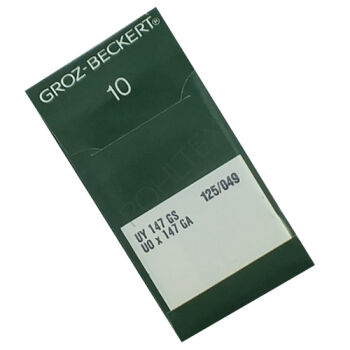 GROZ-BECKERT®
10
UY 147 GS 125/049
UO x 147 GA